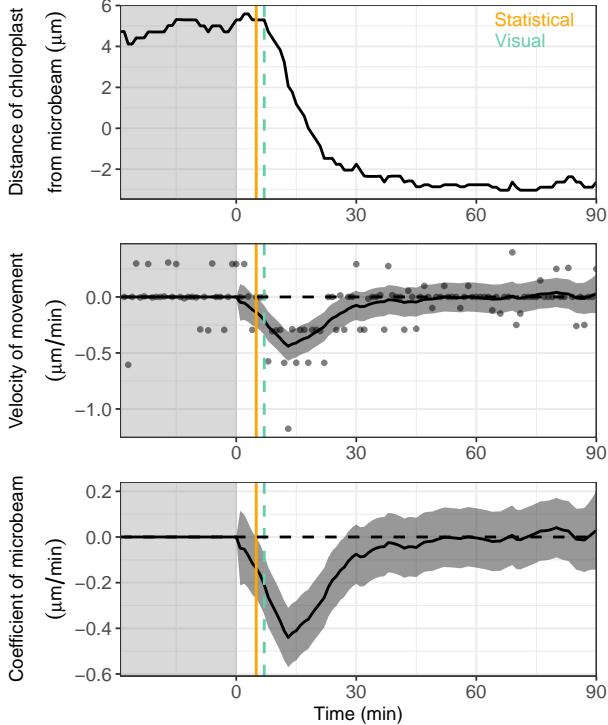 Distance of chloroplast
from microbeam (μm)
6
4
2
0
−2
Statistical
Visual
0
30
60
90
Velocity of movement
(μm/min)
0.0
−0.5
−1.0
0
30
60
90
Coefficient of microbeam
(μm/min)
0.2
0.0
−0.2
−0.4
−0.6
0
30
60
90
Time (min)